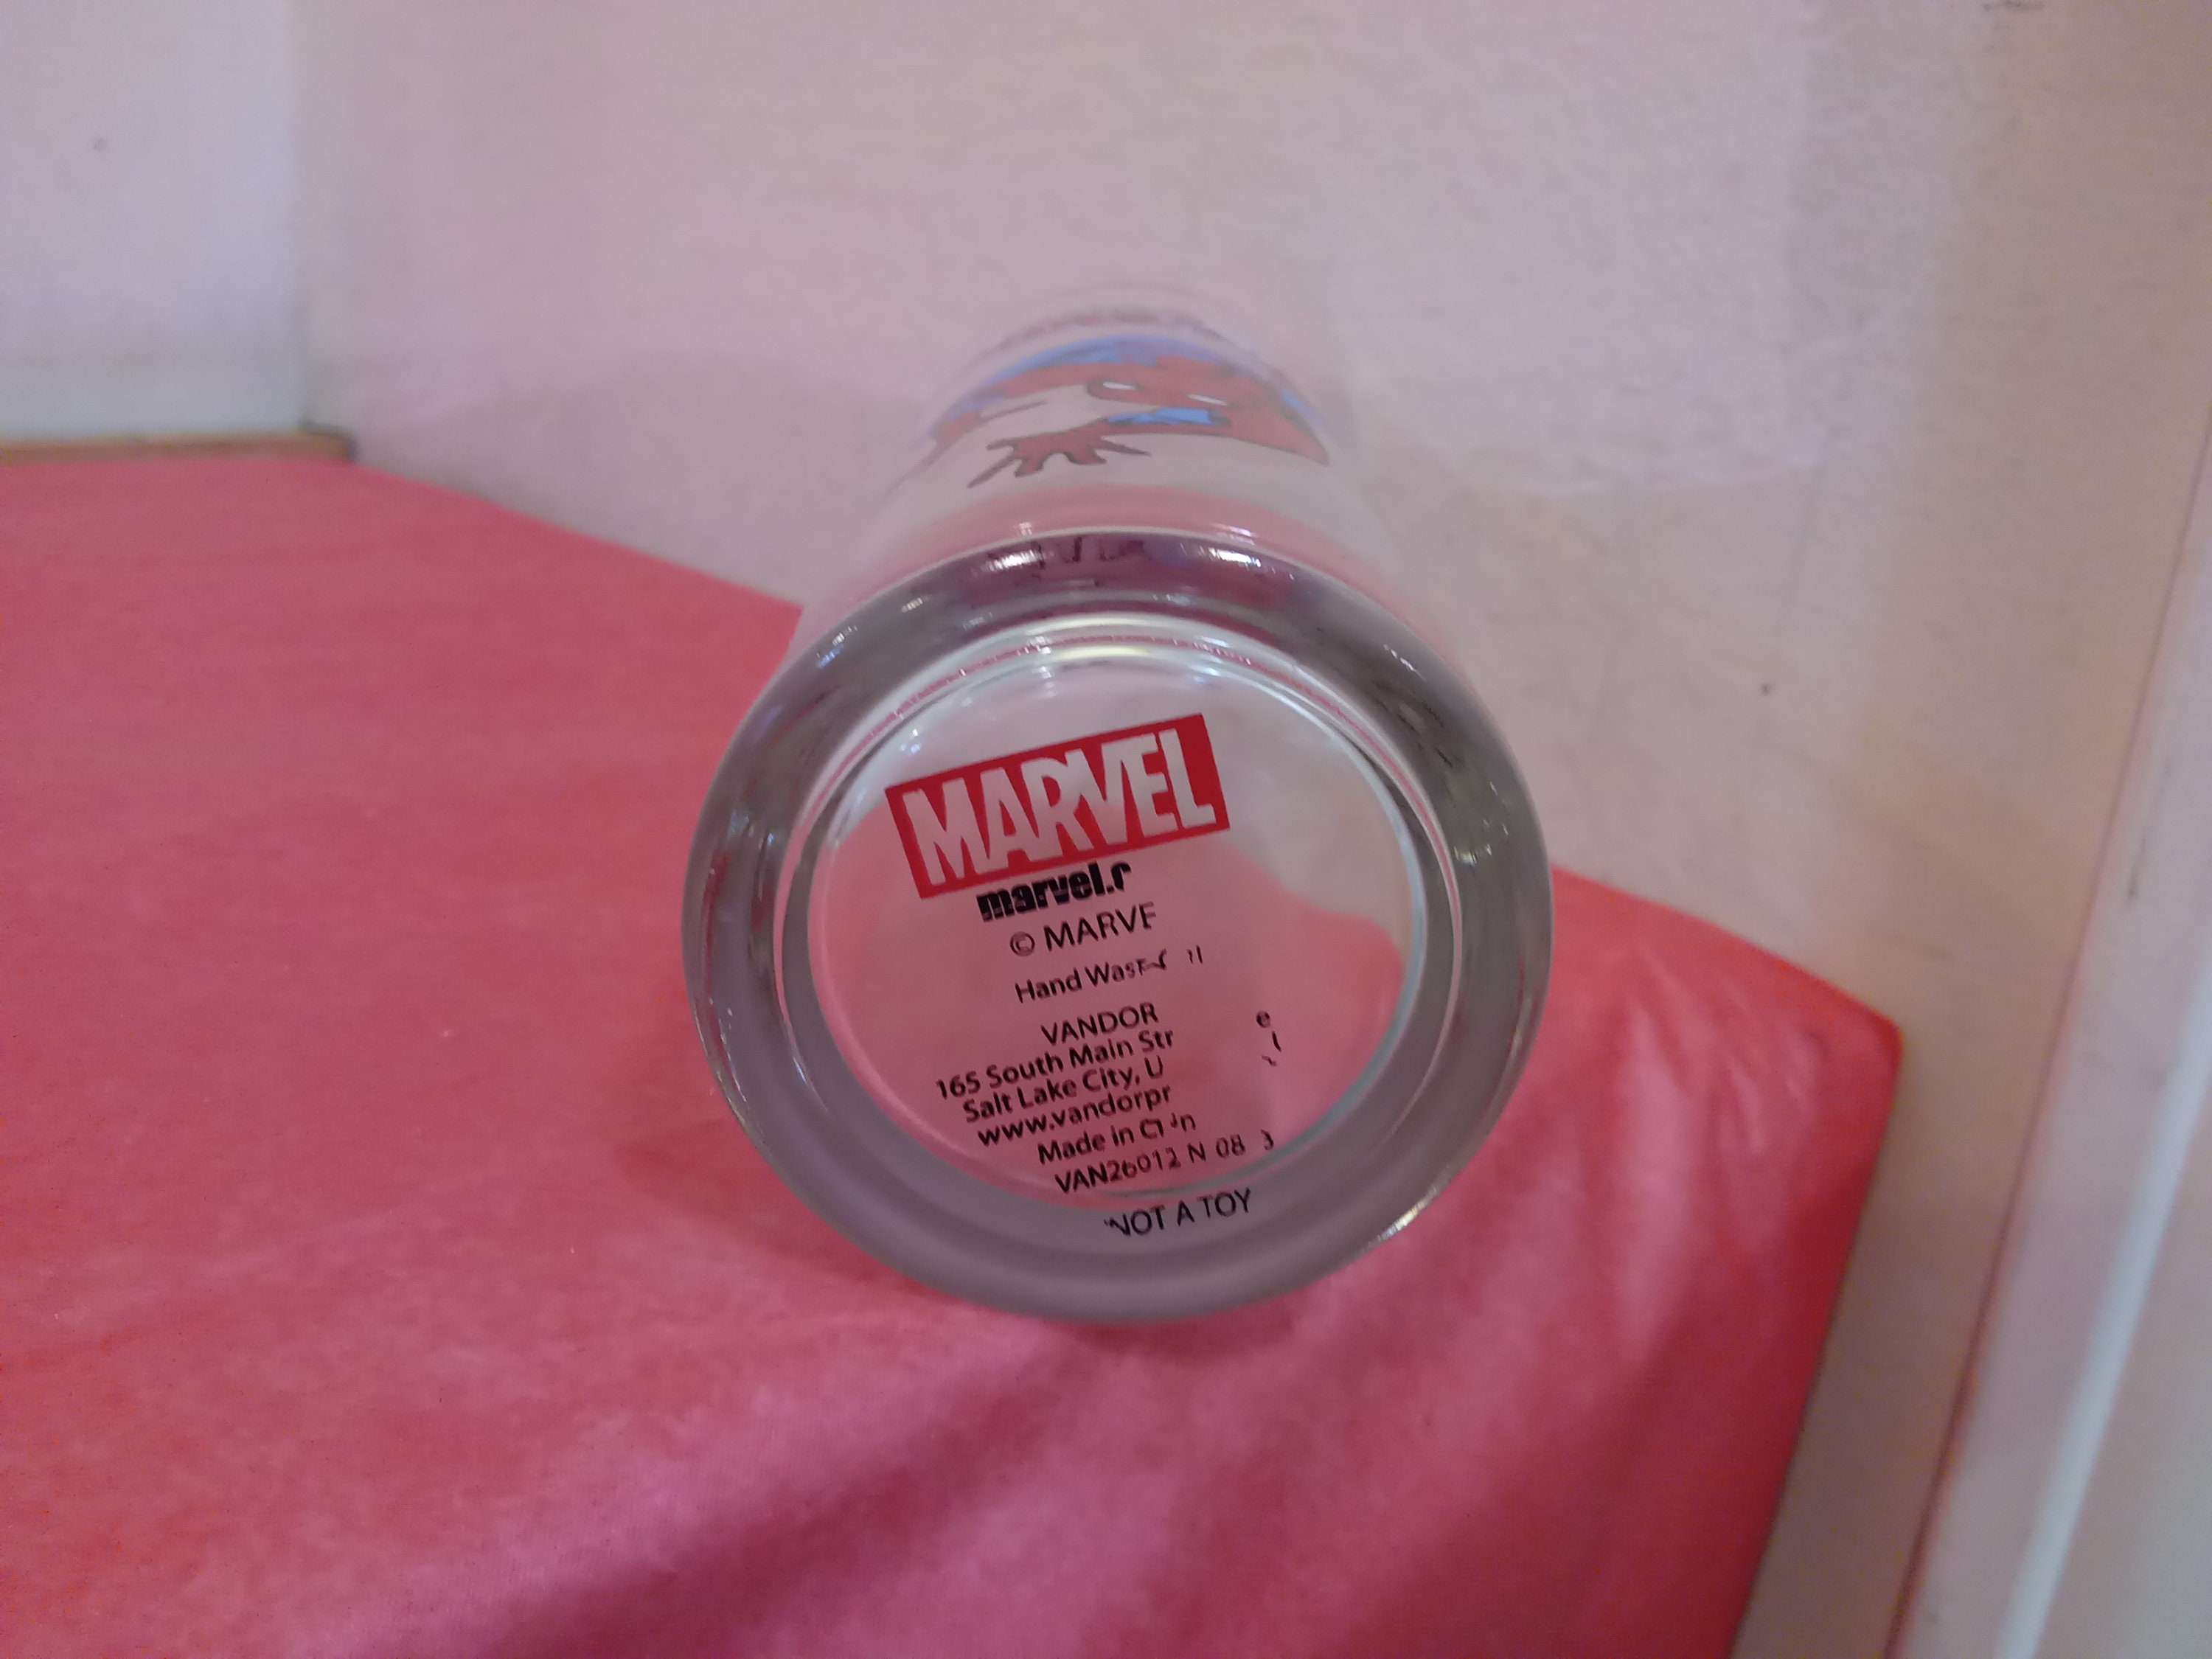 MARVEL
marvel.c
© MARVE
Hand Was
VANDOR
165 South Main Str
Salt Lake City, U
www.vandorpr
Made in
VAN26012 N 08
NOT A TOY